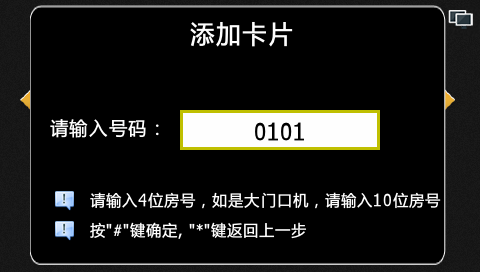 添加卡片
请输入号码：
0101
请输入4位房号，如是大门口机，请输入10位房号
按"#"键确定, "*"键返回上一步